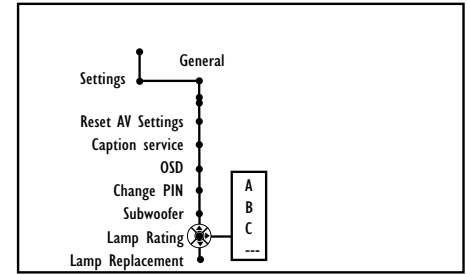 General
Settings
Reset AV Settings
Caption service
OSD
Change PIN
Subwoofer
Lamp Rating
Lamp Replacement
A
B
C
---